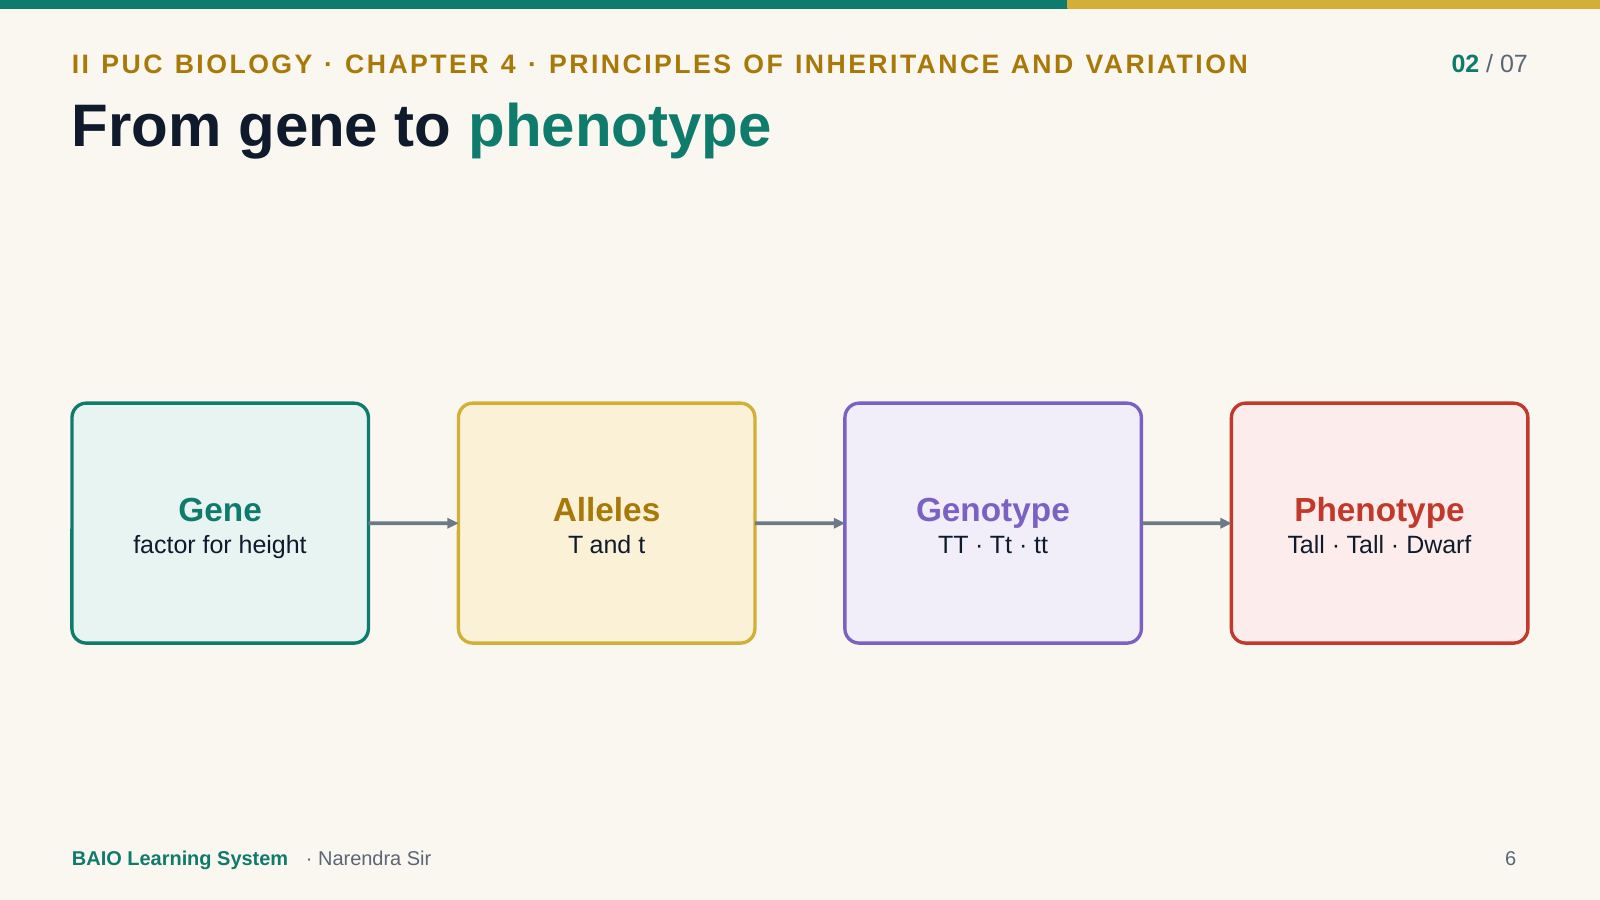 II PUC BIOLOGY · CHAPTER 4 · PRINCIPLES OF INHERITANCE AND VARIATION
02 / 07
From gene to phenotype
Gene
factor for height
Alleles
T and t
Genotype
TT · Tt · tt
Phenotype
Tall · Tall · Dwarf
BAIO Learning System · Narendra Sir
6